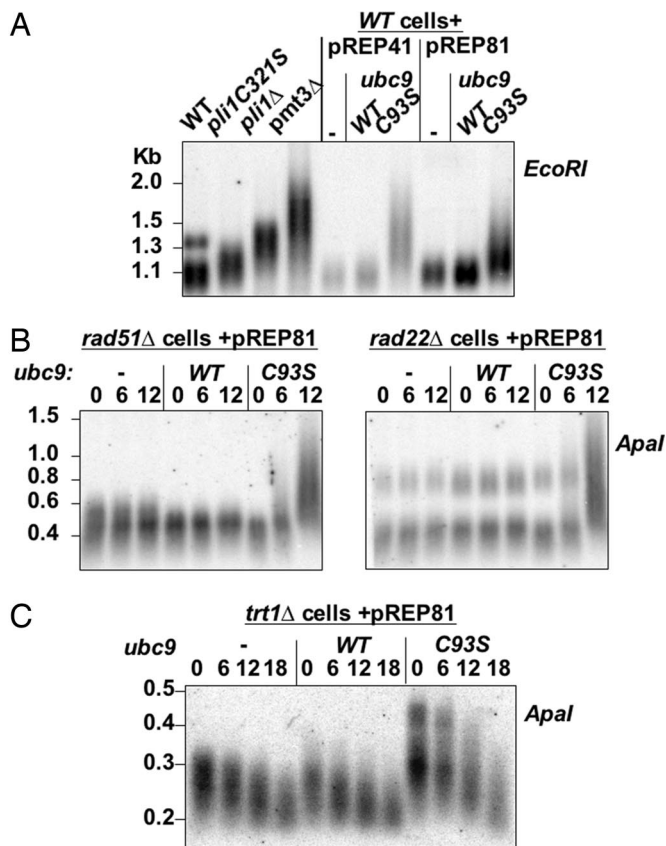 A
WT cells+
pREP41 pREP81
ubc9 ubc9
WT pli1C321S pli1Δ pmt3Δ - WT C93S - WT C93S
Kb
EcoRI
2.0
1.5
1.3
1.1
B
rad51Δ cells +pREP81 rad22Δ cells +pREP81
ubc9: - WT C93S - WT C93S
0 6 12 0 6 12 0 6 12 0 6 12 0 6 12 0 6 12
1.5
ApaI
1.0
0.8
0.6
0.4
C
trt1Δ cells +pREP81
ubc9 - WT C93S
0 6 12 18 0 6 12 18 0 6 12 18
0.5
ApaI
0.4
0.3
0.2